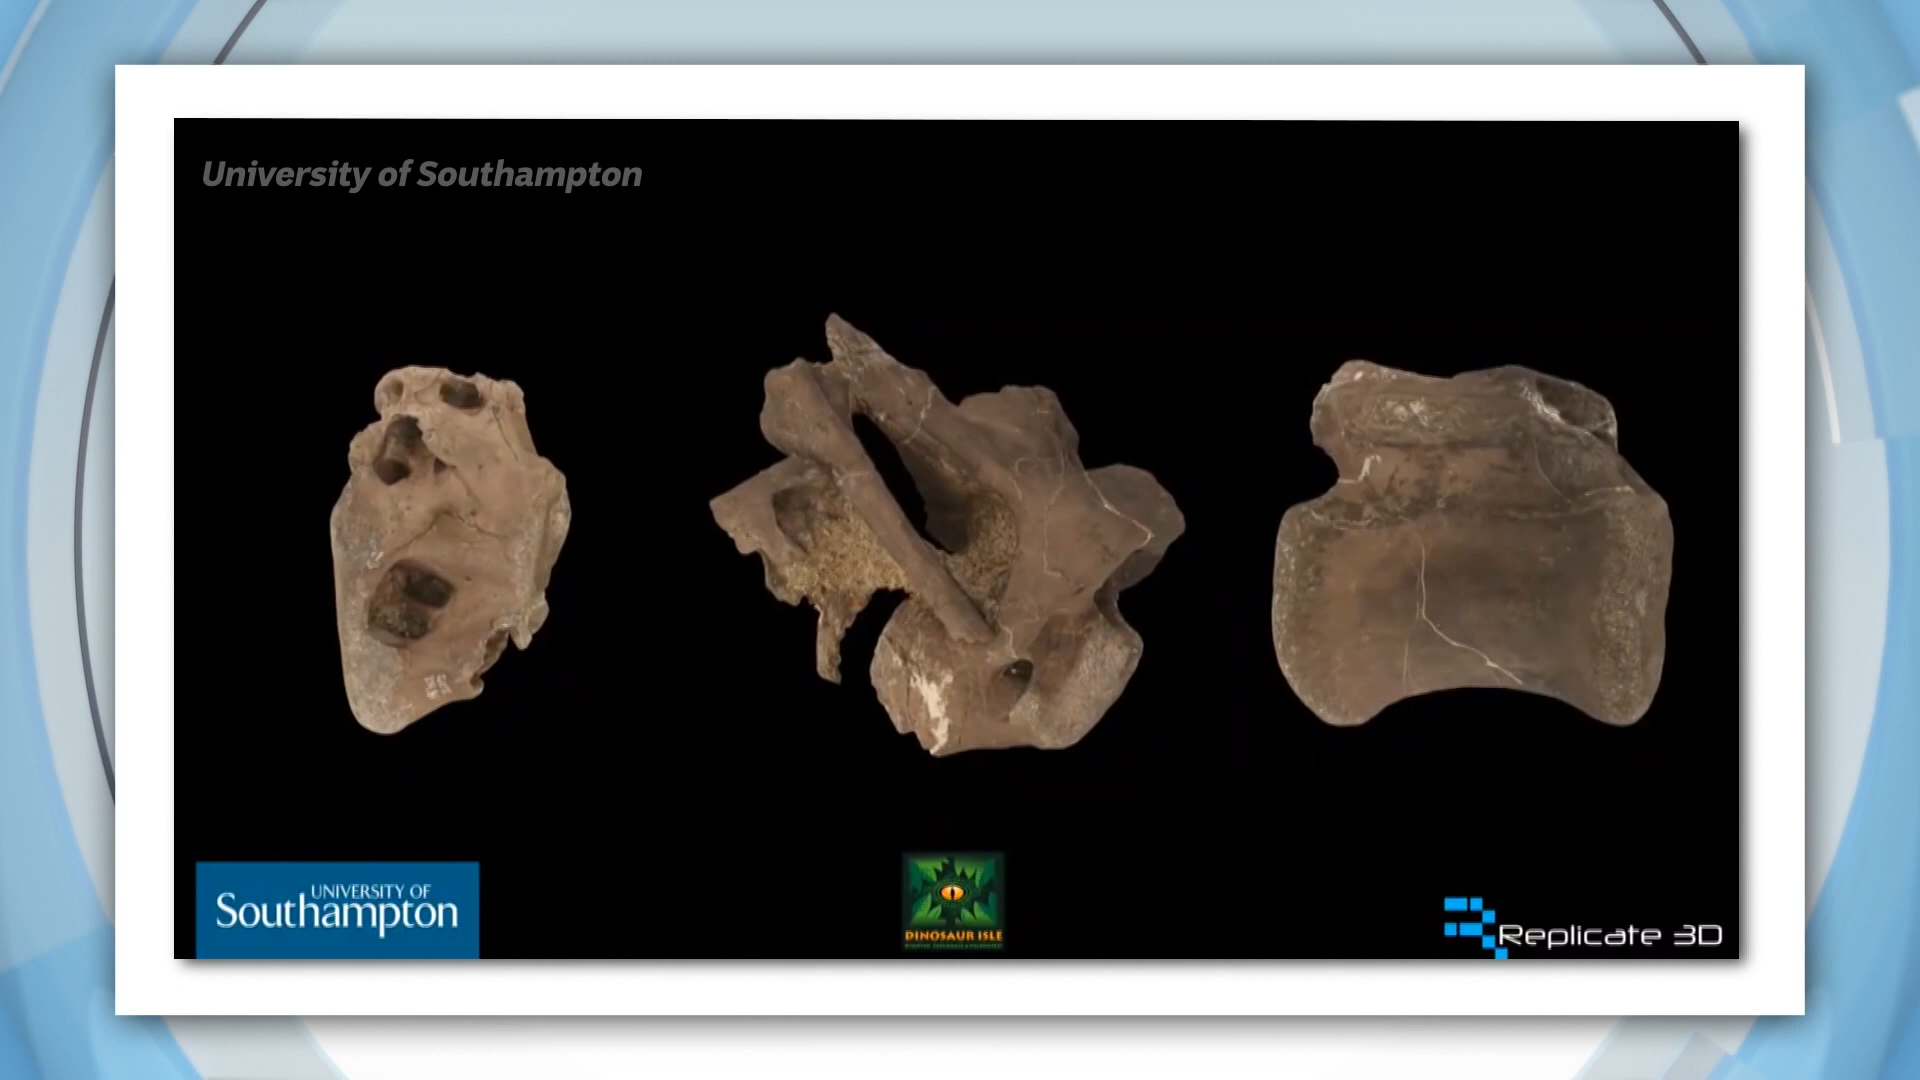 University of Southampton
UNIVERSITY OF
Southampton
DINOSAUR ISLE
Replicate 3D